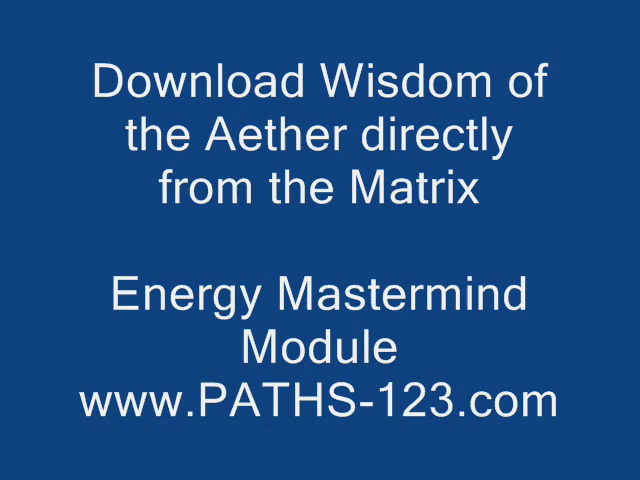 Download Wisdom of
the Aether directly
from the Matrix
Energy Mastermind
Module
www.PATHS-123.com